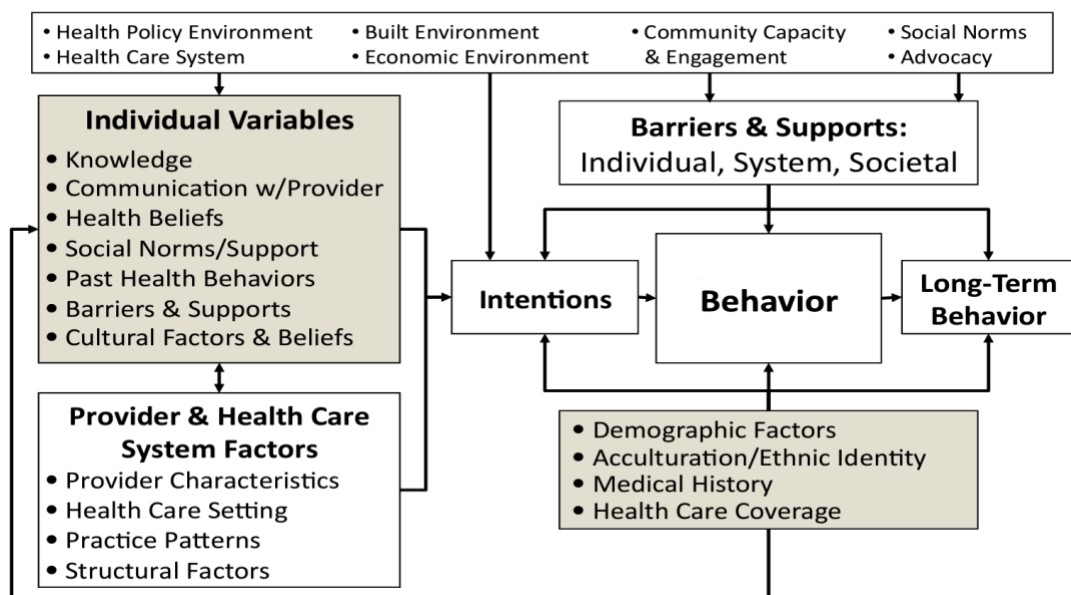 • Health Policy Environment
• Health Care System
• Built Environment
• Economic Environment
• Community Capacity
& Engagement
• Social Norms
• Advocacy
Individual Variables
• Knowledge
• Communication w/Provider
• Health Beliefs
• Social Norms/Support
• Past Health Behaviors
• Barriers & Supports
• Cultural Factors & Beliefs
Provider & Health Care
System Factors
• Provider Characteristics
• Health Care Setting
• Practice Patterns
• Structural Factors
Barriers & Supports:
Individual, System, Societal
Intentions
Behavior
Long-Term
Behavior
• Demographic Factors
• Acculturation/Ethnic Identity
• Medical History
• Health Care Coverage